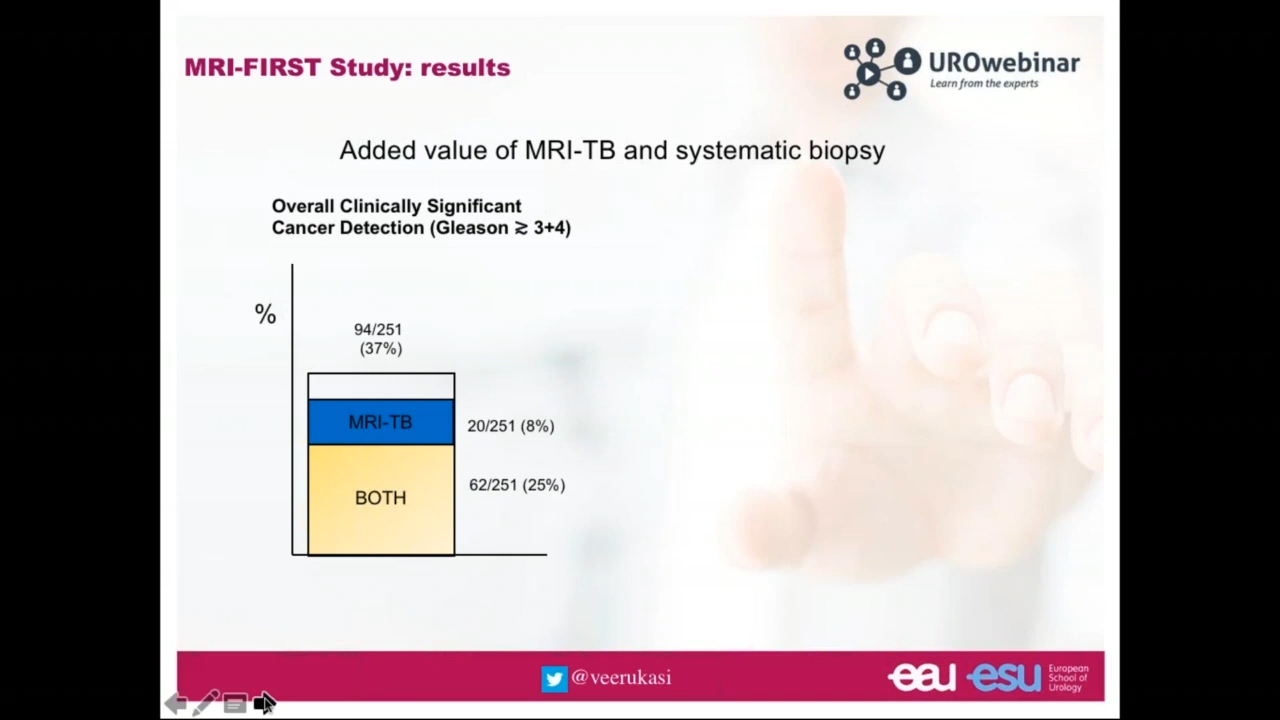 MRI-FIRST Study: results
UROwebinar
Learn from the experts
Added value of MRI-TB and systematic biopsy
Overall Clinically Significant
Cancer Detection (Gleason ≳ 3+4)
%
94/251
(37%)
MRI-TB
20/251 (8%)
BOTH
62/251 (25%)
@veerukasi
eau
esu
European
School of
Urology